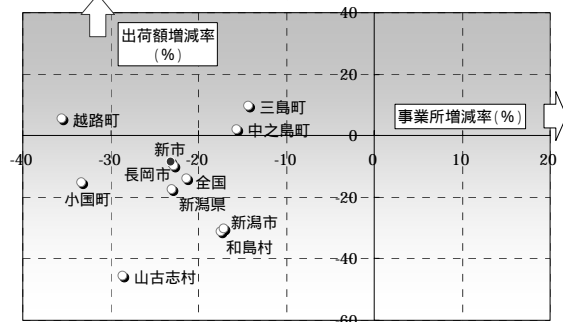 40
出荷額増減率
(%)
20
三島町
事業所増減率(%)
越路町
中之島町
-40
-30
-20
-10
0
0
10
20
新市
長岡市
全国
小国町
新潟県
-20
新潟市
和島村
-40
山古志村
-60